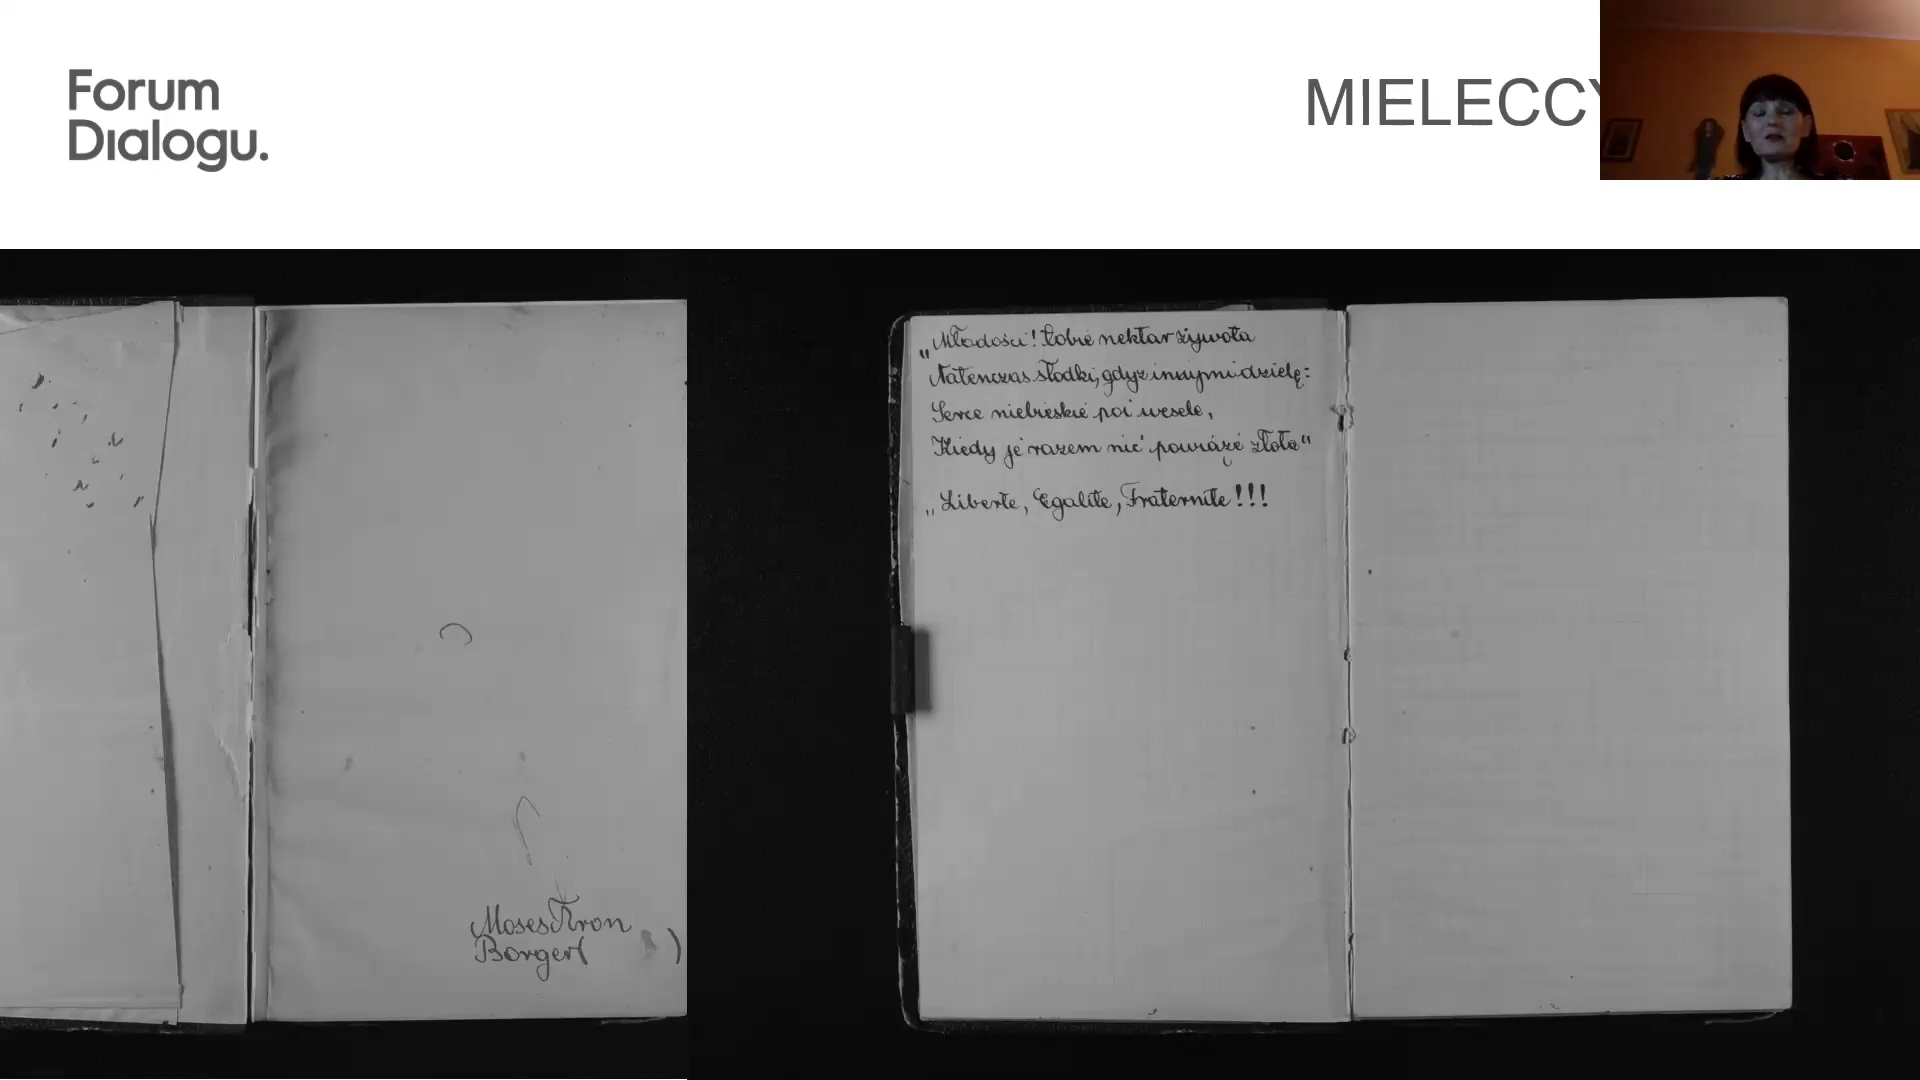 Forum
Dialogu.
MIELECCY
Moses Aron
Borger
„Młodości! tobie nektar żywota
Natenczas słodki, gdy z innymi dzielę:
Serce niebieskie poi wesele,
Kiedy je razem nić powiąże złota"
„Liberte, Egalite, Fraternite!!!